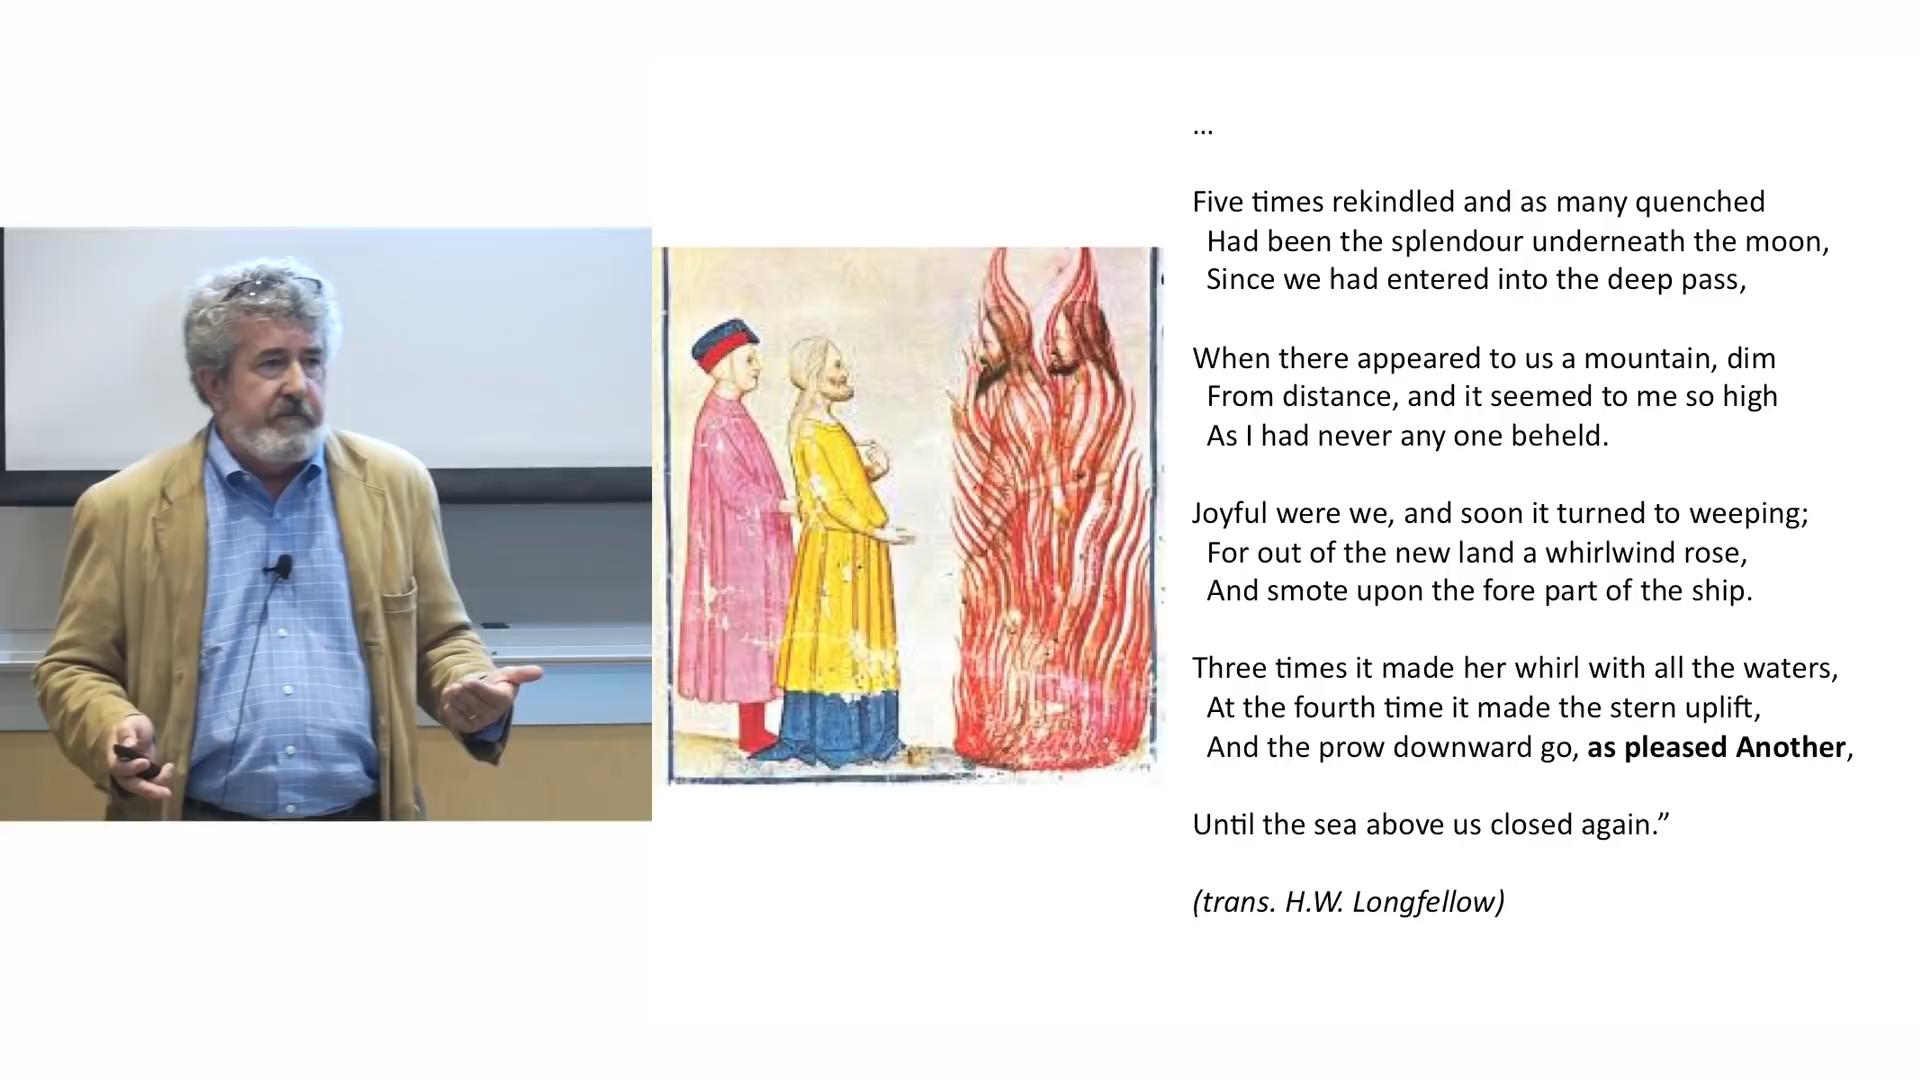 ...
Five times rekindled and as many quenched
Had been the splendour underneath the moon,
Since we had entered into the deep pass,
When there appeared to us a mountain, dim
From distance, and it seemed to me so high
As I had never any one beheld.
Joyful were we, and soon it turned to weeping;
For out of the new land a whirlwind rose,
And smote upon the fore part of the ship.
Three times it made her whirl with all the waters,
At the fourth time it made the stern uplift,
And the prow downward go, as pleased Another,
Until the sea above us closed again.”
(trans. H.W. Longfellow)